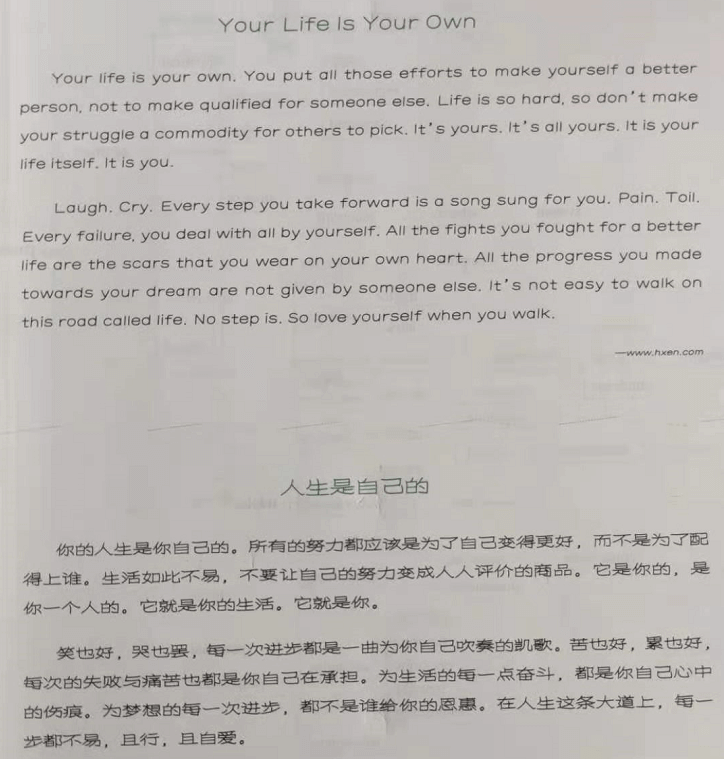 Your Life Is Your Own
Your life is your own. You put all those efforts to make yourself a better
person, not to make qualified for someone else. Life is so hard, so don't make
your struggle a commodity for others to pick. It's yours. It's all yours. It is your
life itself. It is you.
Laugh. Cry. Every step you take forward is a song sung for you. Pain. Toil.
Every failure, you deal with all by yourself. All the fights you fought for a better
life are the scars that you wear on your own heart. All the progress you made
towards your dream are not given by someone else. It's not easy to walk on
this road called life. No step is. So love yourself when you walk.
—www.hxen.com
人生是自己的
你的人生是你自己的。所有的努力都应该是为了自己变得更好，而不是为了配
得上谁。生活如此不易，不要让自己的努力变成人人评价的商品。它是你的，是
你一个人的。它就是你的生活。它就是你。
笑也好，哭也罢，每一次进步都是一曲为你自己吹奏的凯歌。苦也好，累也好，
每次的失败与痛苦也都是你自己在承担。为生活的每一点奋斗，都是你自己心中
的伤痕。为梦想的每一次进步，都不是谁给你的恩惠。在人生这条大道上，每一
步都不易，且行，且自爱。